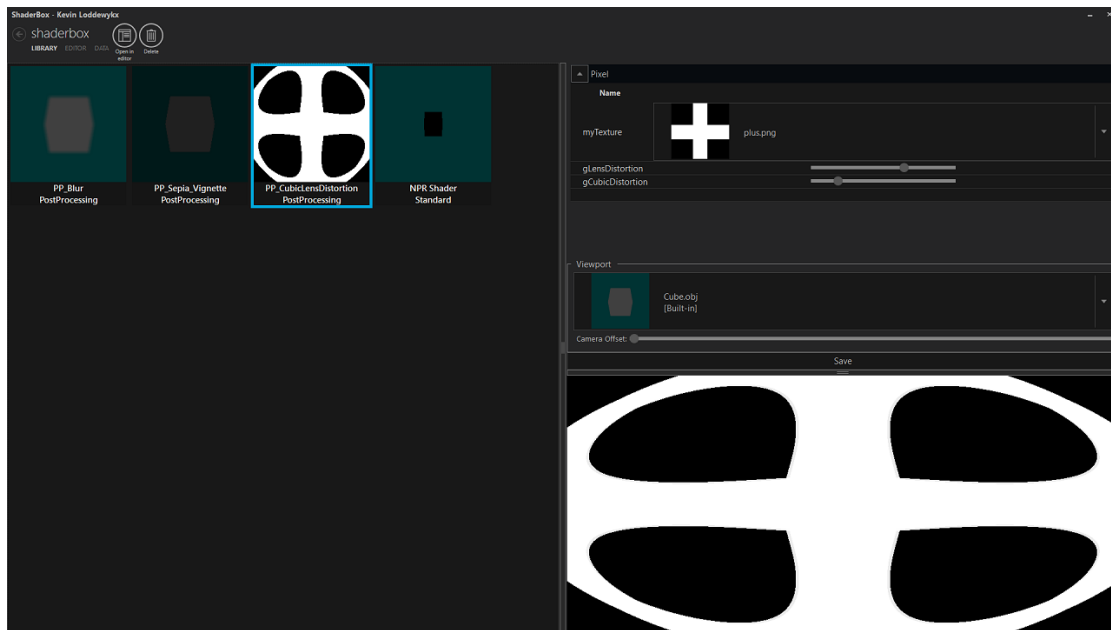 ShaderBox - Kevin Loddewykx
shaderbox
LIBRARY EDITOR DATA
Open in
editor
Delete
PP_Blur
PostProcessing
PP_Sepia_Vignette
PostProcessing
PP_CubicLensDistortion
PostProcessing
NPR Shader
Standard
Pixel
Name
myTexture
plus.png
gLensDistortion
gCubicDistortion
Viewport
Cube.obj
[Built-in]
Camera Offset:
Save